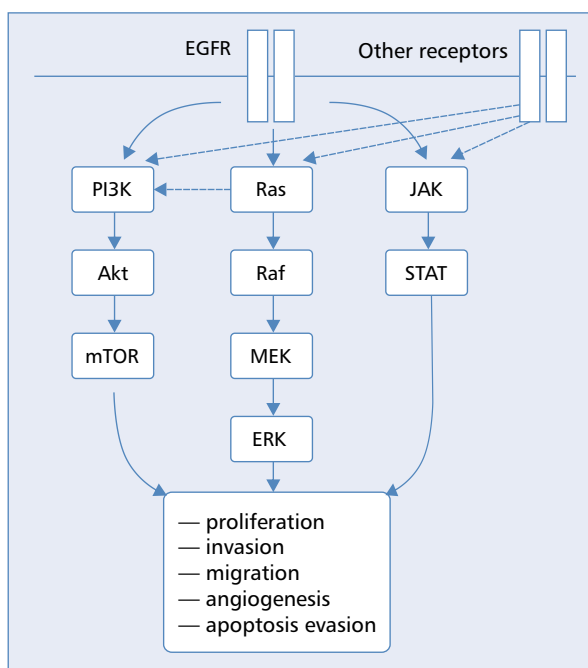 EGFR
Other receptors
PI3K
Ras
JAK
Akt
Raf
STAT
mTOR
MEK
ERK
— proliferation
— invasion
— migration
— angiogenesis
— apoptosis evasion